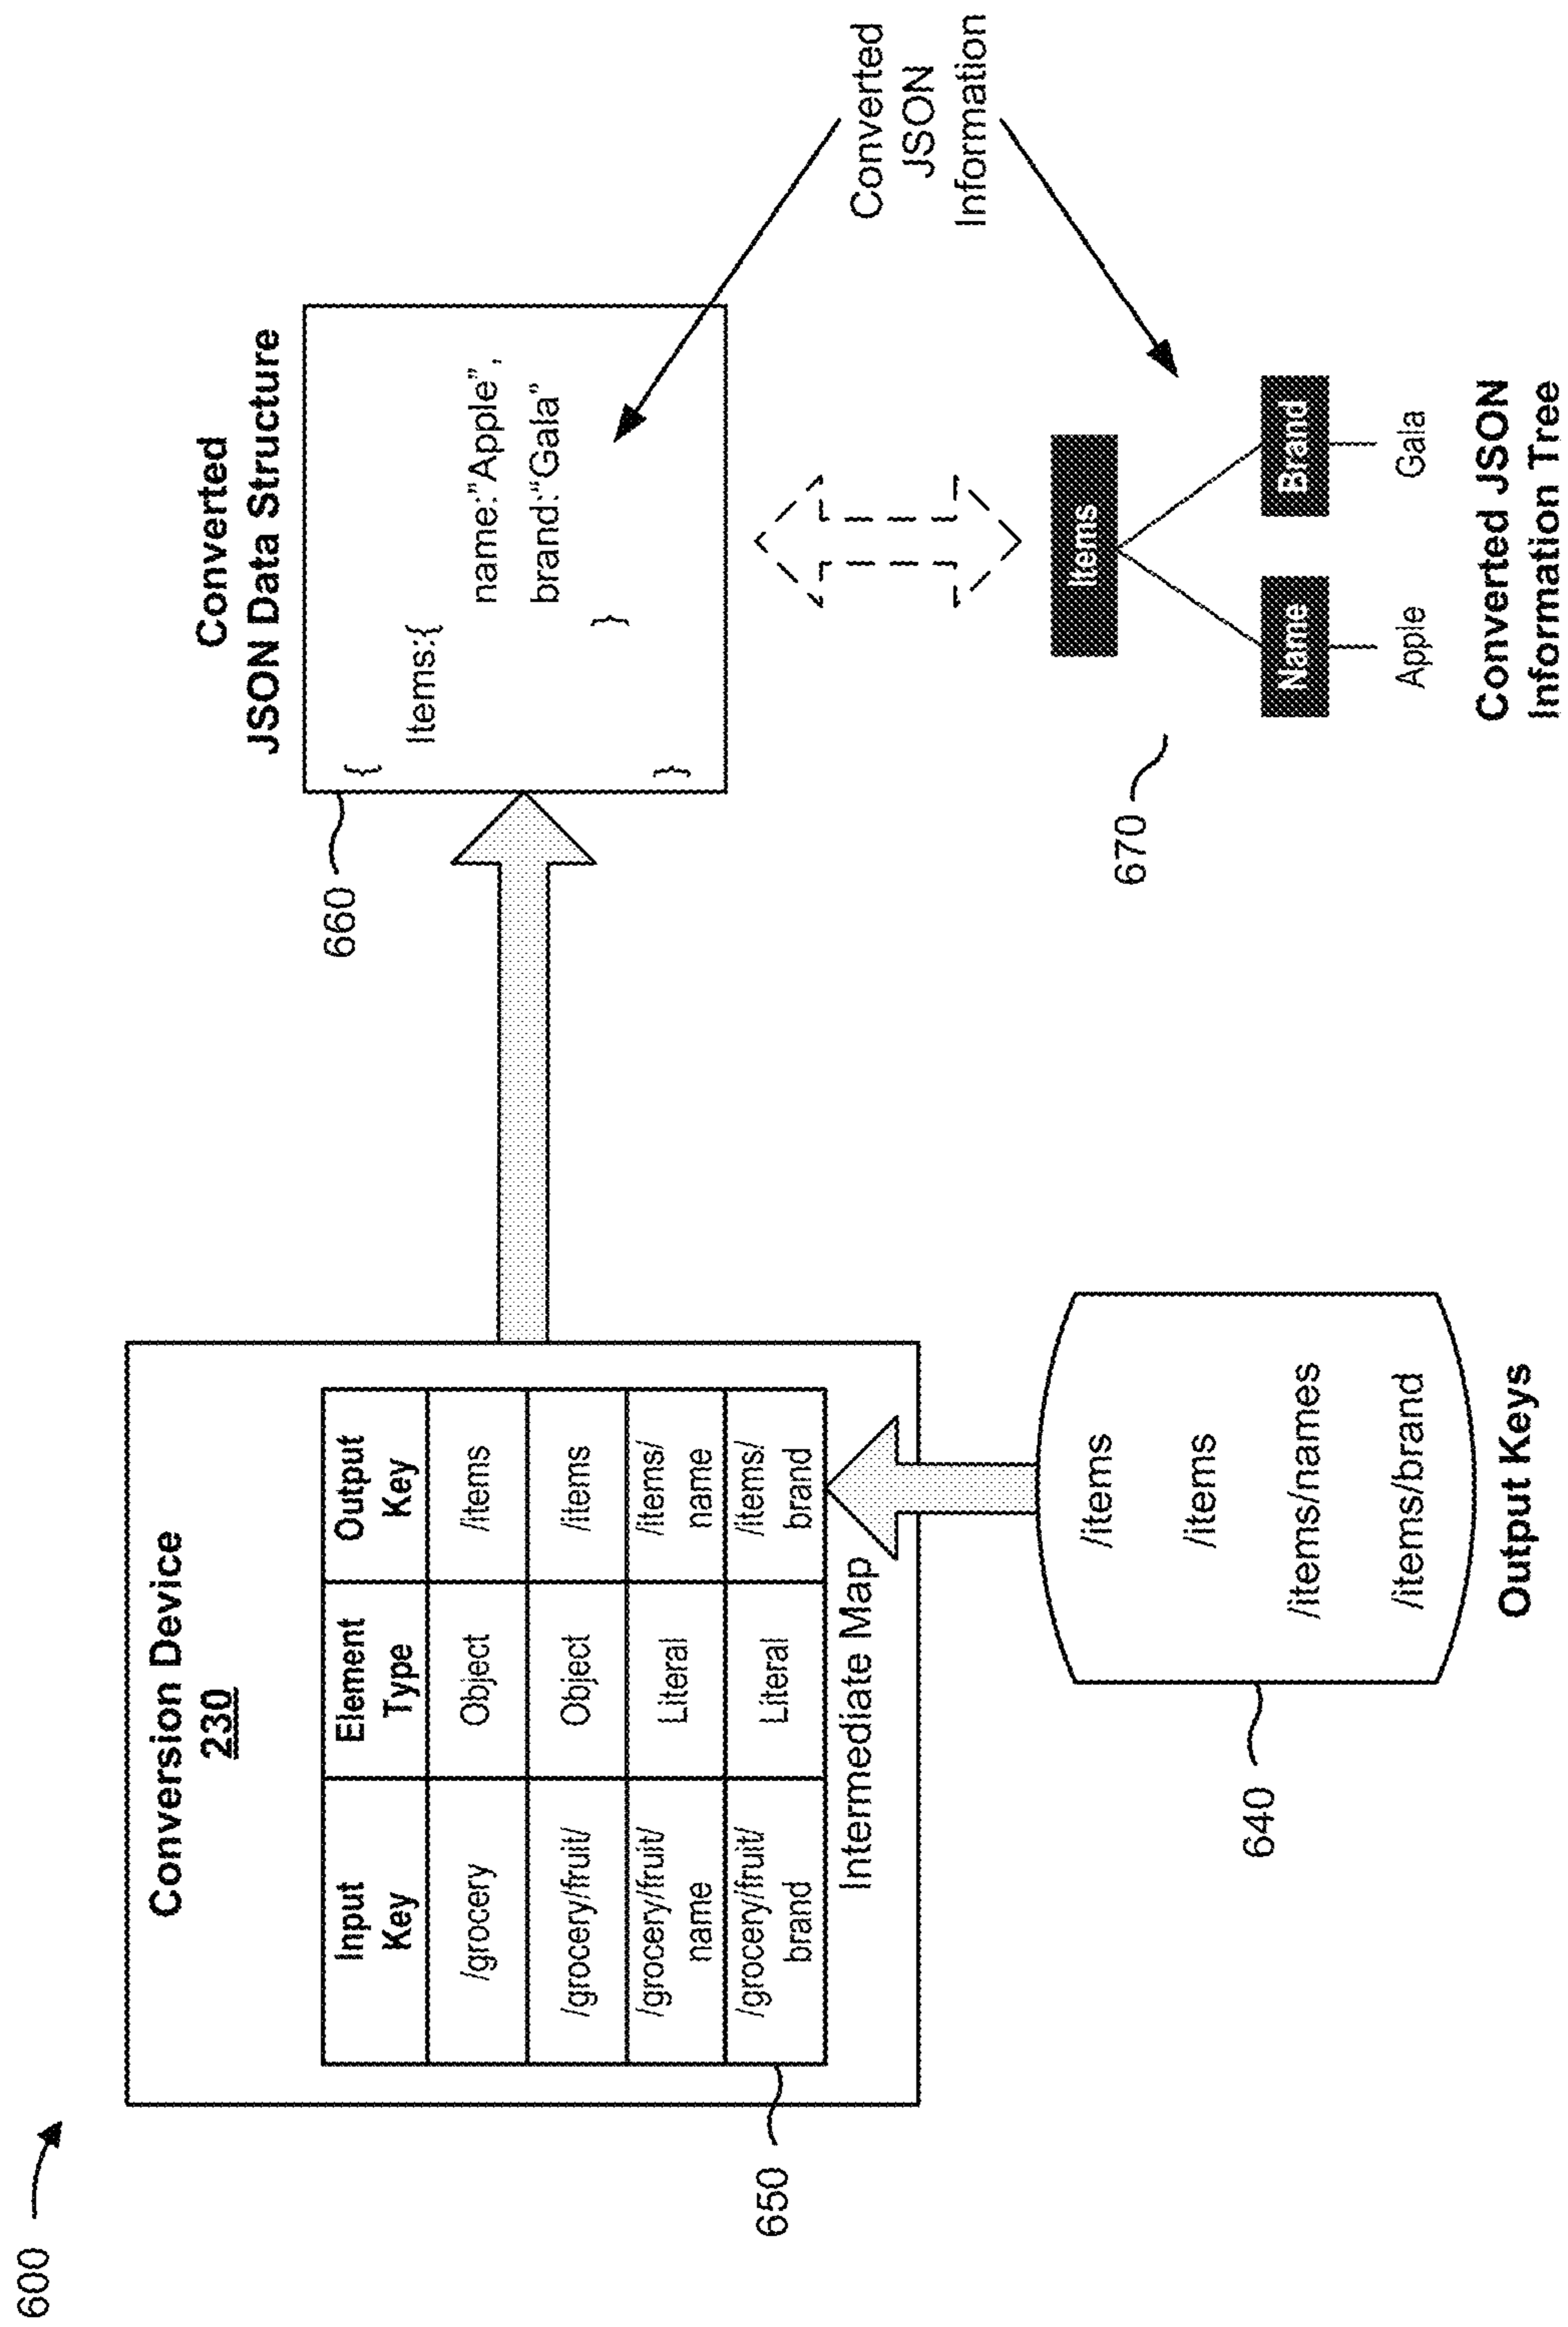 600
Conversion Device
230
Input Key
Element Type
Output Key
/grocery
Object
/items
/grocery/fruit/
Object
/items
/grocery/fruit/
name
Literal
/items/
name
/grocery/fruit/
brand
Literal
/items/
brand
Intermediate Map
650
/items
/items
/items/names
/items/brand
Output Keys
640
Converted
JSON Data Structure
{
Items:{
name:"Apple",
brand:"Gala"
}
}
660
Converted
JSON
Information
Items
Name
Brand
Apple
Gala
670
Converted JSON
Information Tree